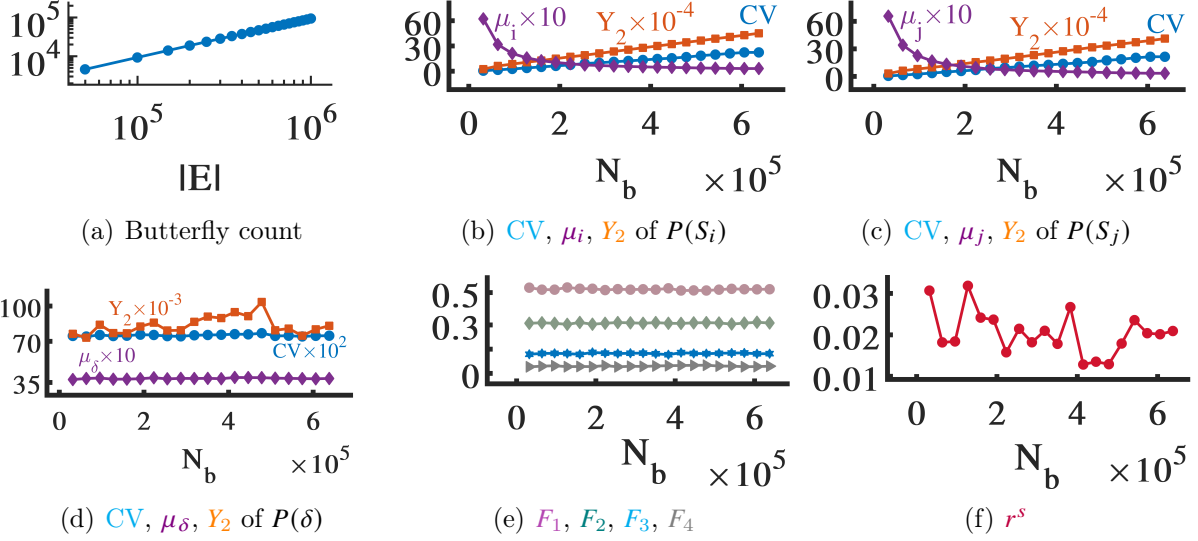 10^5
10^4
10^5
10^6
|E|
(a) Butterfly count
60
30
0
μ_i×10
Y_2×10^-4
CV
0
2
4
6
N_b
×10^5
(b) CV, μ_i, Y_2 of P(S_i)
60
30
0
μ_j×10
Y_2×10^-4
CV
0
2
4
6
N_b
×10^5
(c) CV, μ_j, Y_2 of P(S_j)
100
70
35
Y_2×10^-3
μ_δ×10
CV×10^2
0
2
4
6
N_b
×10^5
(d) CV, μ_δ, Y_2 of P(δ)
0.5
0.3
0
0
2
4
6
N_b
×10^5
(e) F_1, F_2, F_3, F_4
0.03
0.02
0.01
0
2
4
6
N_b
×10^5
(f) r^s